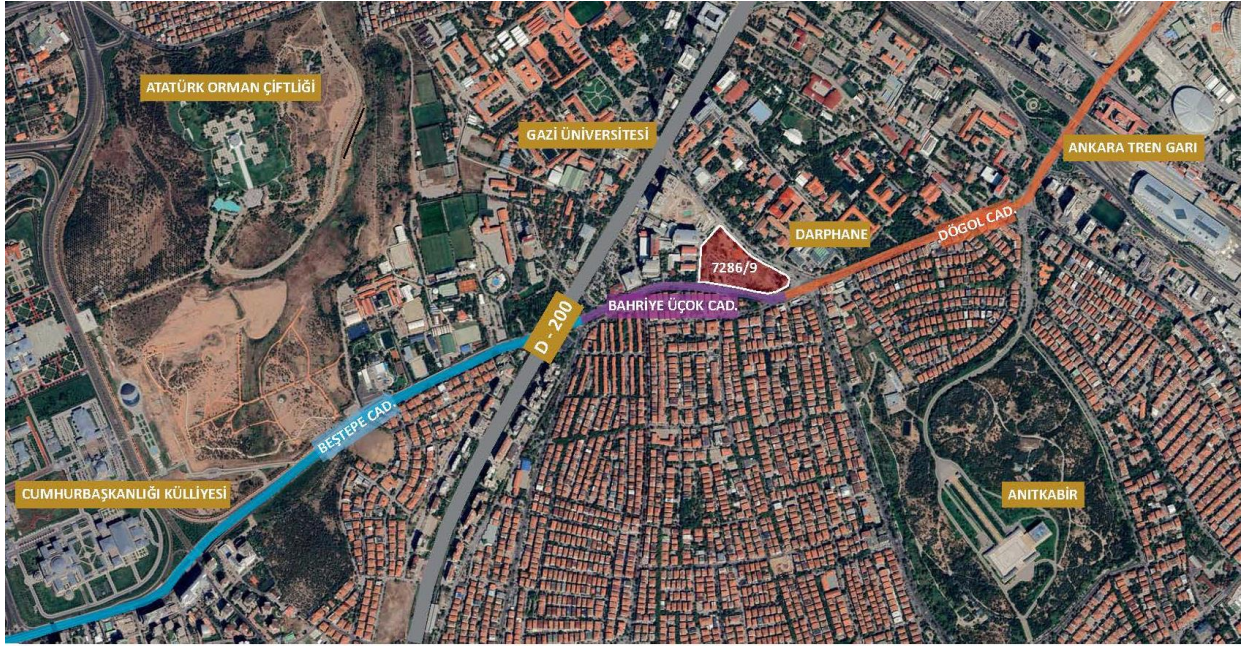 ATATÜRK ORMAN ÇİFTLİĞİ
GAZİ ÜNİVERSİTESİ
ANKARA TREN GARI
DÖGOL CAD.
DARPHANE
7286/9
BAHRİYE ÜÇOK CAD.
D - 200
BEŞTEPE CAD.
CUMHURBAŞKANLIĞI KÜLLİYESİ
ANITKABİR